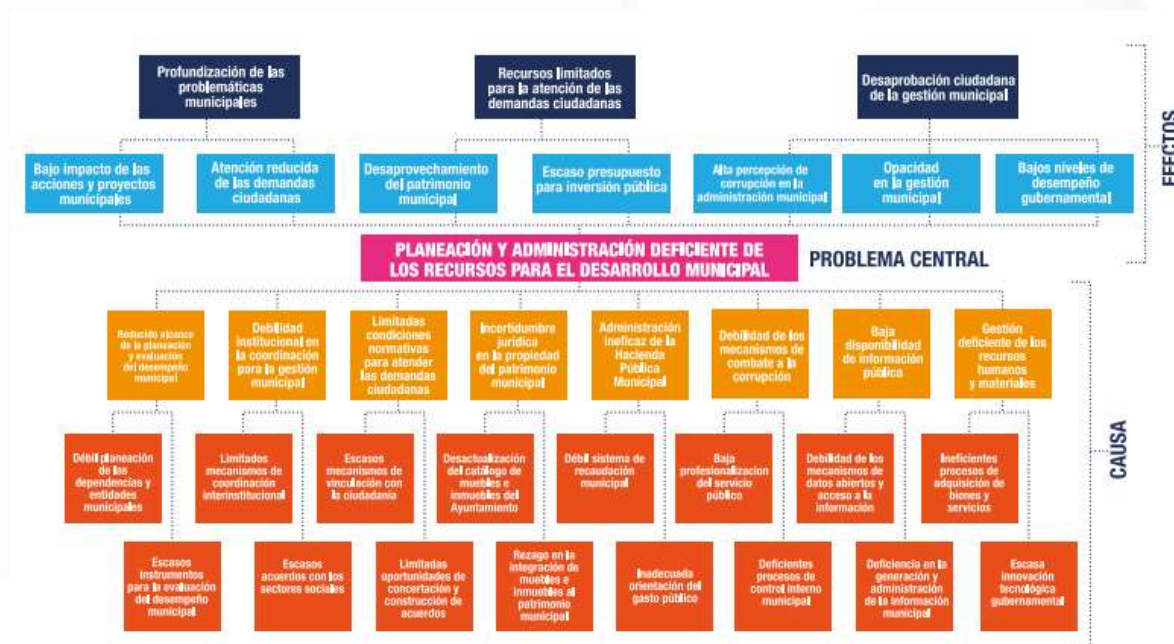 Profundización de las
problemáticas
municipales
Recursos limitados
para la atención de las
demandas ciudadanas
Desaprobación ciudadana
de la gestión municipal
Bajo impacto de las
acciones y proyectos
municipales
Atención reducida
de las demandas
ciudadanas
Desaprovechamiento
del patrimonio
municipal
Escaso presupuesto
para inversión pública
Alta percepción de
corrupción en la
administración municipal
Opacidad
en la gestión
municipal
Bajos niveles de
desempeño
gubernamental
EFECTOS
PLANEACIÓN Y ADMINISTRACIÓN DEFICIENTE DE
LOS RECURSOS PARA EL DESARROLLO MUNICIPAL
PROBLEMA CENTRAL
Reducido alcance
de la planeación
y evaluación
del desempeño
municipal
Debilidad
institucional en
la coordinación
para la gestión
municipal
Limitadas
condiciones
normativas
para atender
las demandas
ciudadanas
Incertidumbre
jurídica
en la propiedad
del patrimonio
municipal
Administración
ineficaz de la
Hacienda
Pública
Municipal
Debilidad de los
mecanismos de
combate a la
corrupción
Baja
disponibilidad
de información
pública
Gestión
deficiente de los
recursos
humanos
y materiales
CAUSA
Débil planeación
de las
dependencias y
entidades
municipales
Limitados
mecanismos de
coordinación
interinstitucional
Escasos
mecanismos de
vinculación con
la ciudadanía
Desactualización
del catálogo de
muebles e
inmuebles del
Ayuntamiento
Débil sistema de
recaudación
municipal
Baja
profesionalizacion
del servicio
público
Debilidad de los
mecanismos de
datos abiertos y
acceso a la
información
Ineficientes
procesos de
adquisición de
bienes y
servicios
Escasos
instrumentos
para la evaluación
del desempeño
municipal
Escasos
acuerdos con los
sectores sociales
Limitadas
oportunidades de
concertación y
construcción de
acuerdos
Rezago en la
integración de
muebles e
inmuebles al
patrimonio
municipal
Inadecuada
orientación del
gasto público
Deficientes
procesos de
control interno
municipal
Deficiencia en la
generación y
administración
de la información
municipal
Escasa
innovación
tecnológica
gubernamental